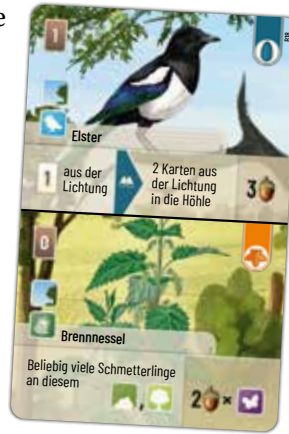 e
1
Elster
1 aus der
Lichtung
2 Karten aus
der Lichtung
in die Höhle
3
0
Brennnessel
Beliebig viele Schmetterlinge
an diesem
, 2 ×